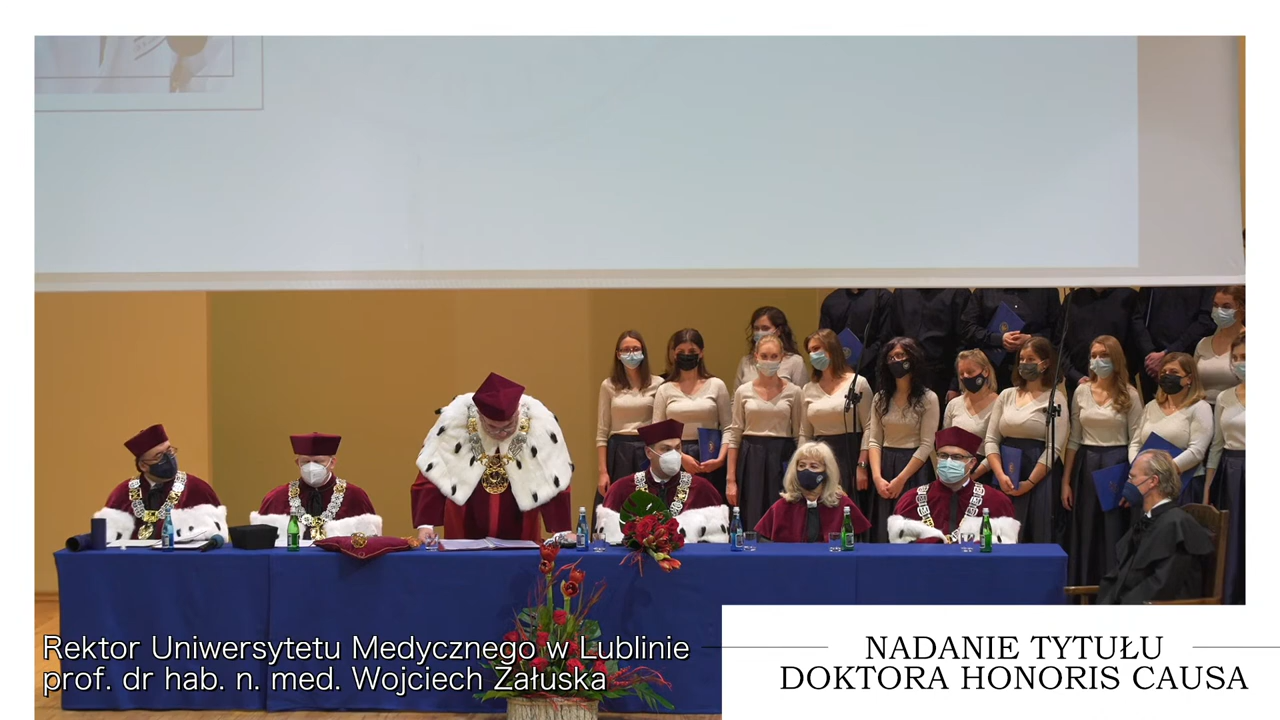 Rektor Uniwersytetu Medycznego w Lublinie
prof. dr hab. n. med. Wojciech Załuska
NADANIE TYTUŁU
DOKTORA HONORIS CAUSA